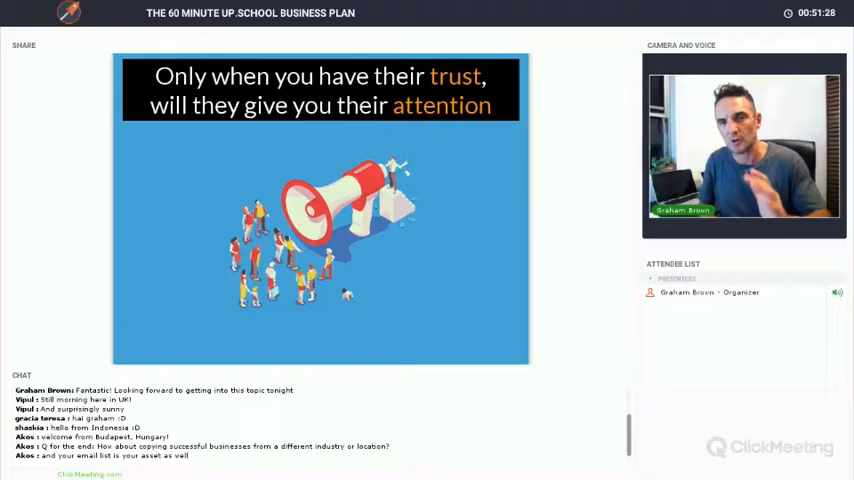 THE 60 MINUTE UP.SCHOOL BUSINESS PLAN
00:51:28
SHARE
Only when you have their trust,
will they give you their attention
CAMERA AND VOICE
Graham Brown
ATTENDEE LIST
PRESENTERS
Graham Brown - Organizer
CHAT
Graham Brown: Fantastic! Looking forward to getting into this topic tonight
Vipul : Still morning here in UK!
Vipul : And surprisingly sunny
gracia teresa : hai graham :D
shaskia : hello from Indonesia :D
Akos : velcome from Budapest, Hungary!
Akos : Q for the end: How about copying successful businesses from a different industry or location?
Akos : and your email list is your asset as well
ClickMeeting.com
ClickMeeting